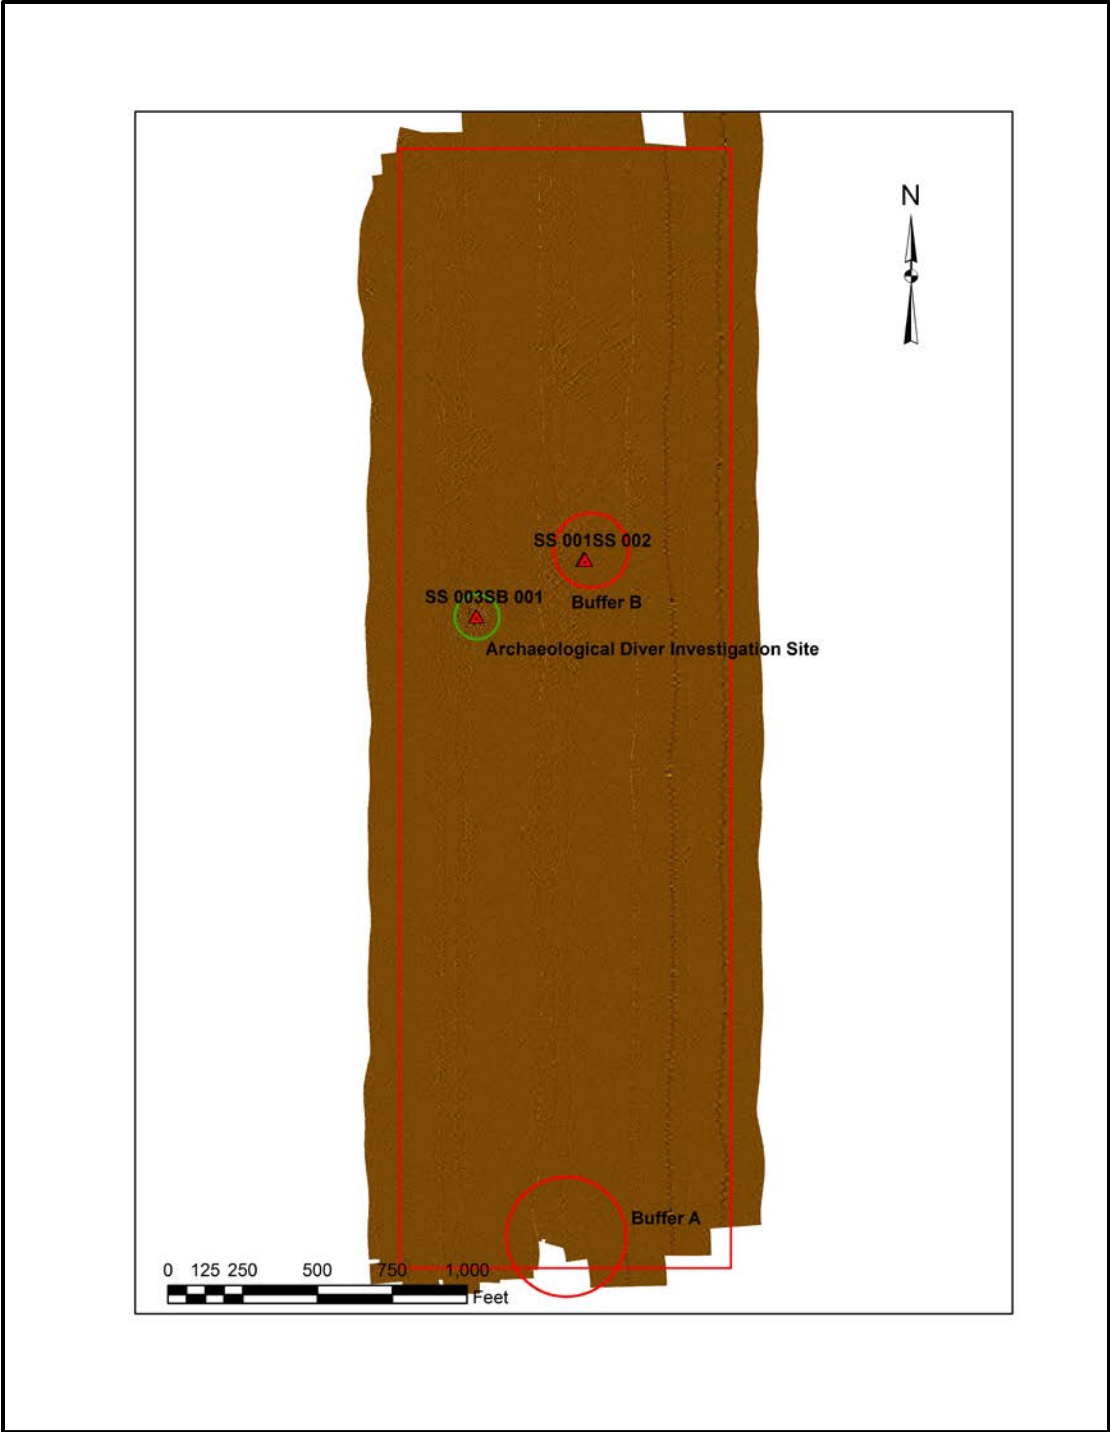 N
SS 001SS 002
SS 003SB 001
Buffer B
Archaeological Diver Investigation Site
Buffer A
0 125 250 500 750 1,000
Feet